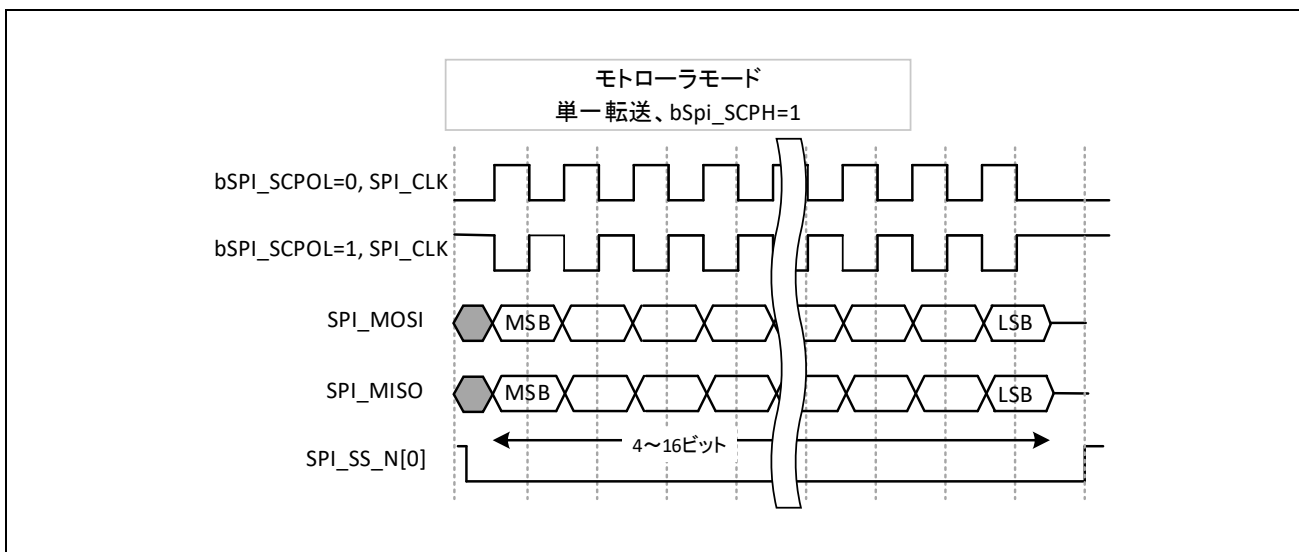 モトローラモード
単一転送、bSpi_SCPH=1
bSPI_SCPOL=0, SPI_CLK
bSPI_SCPOL=1, SPI_CLK
SPI_MOSI
MSB
LSB
SPI_MISO
MSB
LSB
4～16ビット
SPI_SS_N[0]